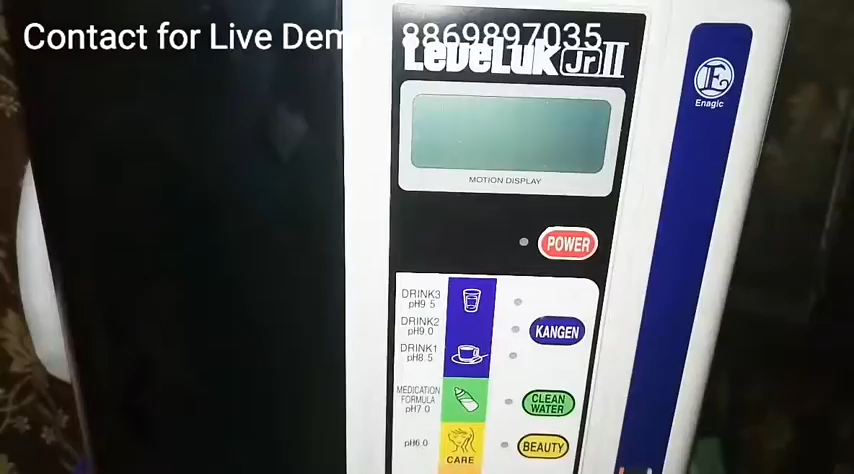 Contact for Live Dem 8869897035
LeveLuk Jr II
E
Enagic
MOTION DISPLAY
POWER
DRINK3
pH9.5
DRINK2
pH9.0
KANGEN
DRINK1
pH8.5
MEDICATION
FORMULA
pH7.0
CLEAN
WATER
pH6.0
BEAUTY
CARE